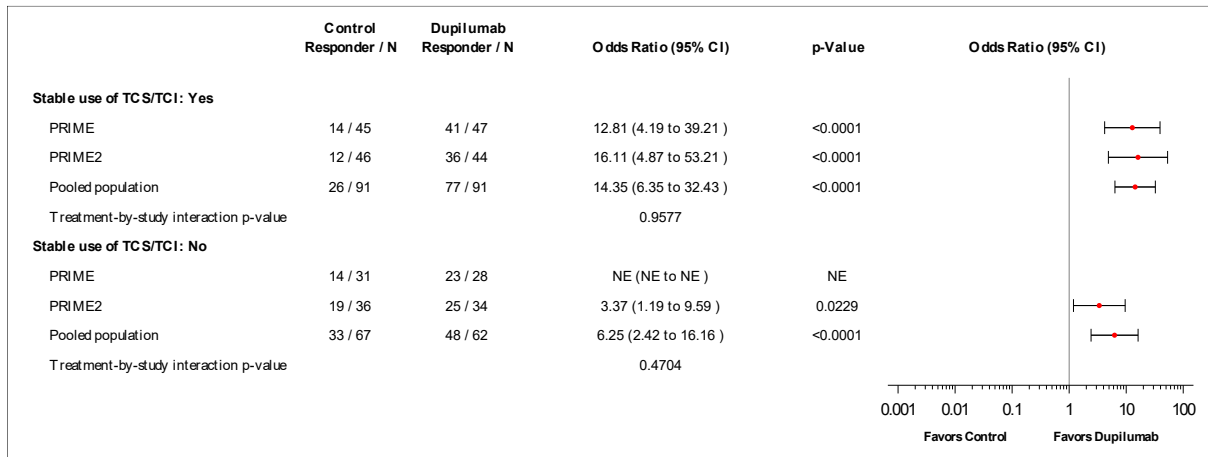 Control Dupilumab
Responder / N Responder / N Odds Ratio (95% CI) p-Value Odds Ratio (95% CI)
Stable use of TCS/TCI: Yes
PRIME 14 / 45 41 / 47 12.81 (4.19 to 39.21 ) <0.0001
PRIME2 12 / 46 36 / 44 16.11 (4.87 to 53.21 ) <0.0001
Pooled population 26 / 91 77 / 91 14.35 (6.35 to 32.43 ) <0.0001
Treatment-by-study interaction p-value 0.9577
Stable use of TCS/TCI: No
PRIME 14 / 31 23 / 28 NE (NE to NE ) NE
PRIME2 19 / 36 25 / 34 3.37 (1.19 to 9.59 ) 0.0229
Pooled population 33 / 67 48 / 62 6.25 (2.42 to 16.16 ) <0.0001
Treatment-by-study interaction p-value 0.4704
0.001 0.01 0.1 1 10 100
Favors Control Favors Dupilumab